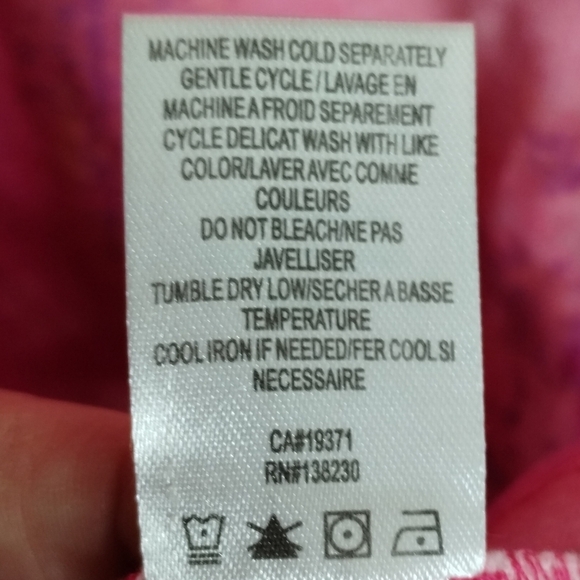 MACHINE WASH COLD SEPARATELY
GENTLE CYCLE / LAVAGE EN
MACHINE A FROID SEPAREMENT
CYCLE DELICAT WASH WITH LIKE
COLOR/LAVER AVEC COMME
COULEURS
DO NOT BLEACH/NE PAS
JAVELLISER
TUMBLE DRY LOW/SECHER A BASSE
TEMPERATURE
COOL IRON IF NEEDED/FER COOL SI
NECESSAIRE
CA#19371
RN#138230